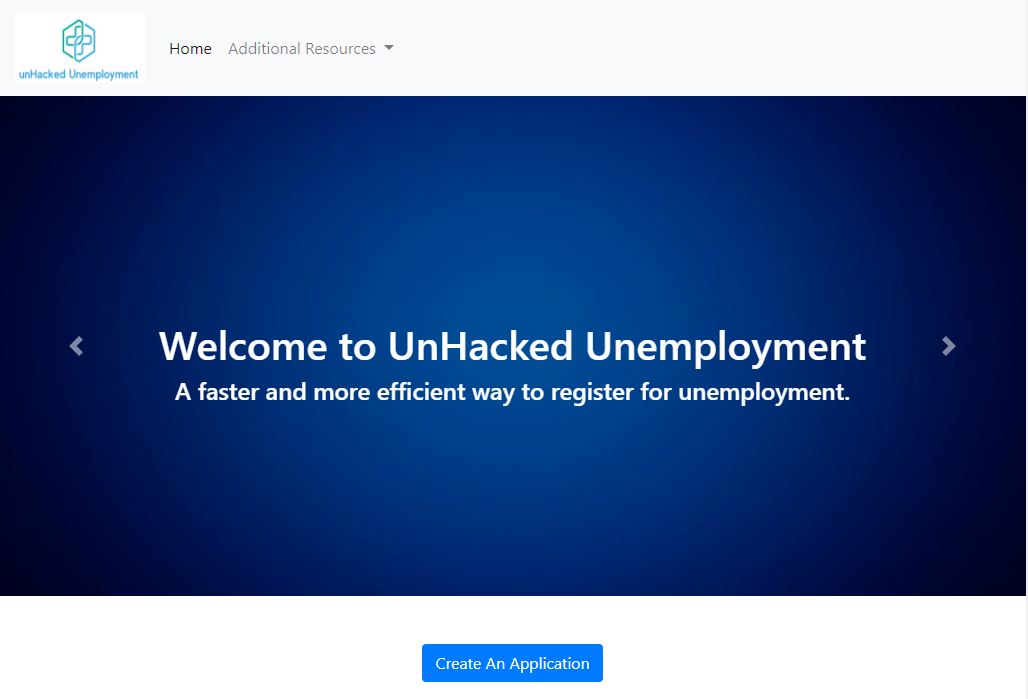 unHacked Unemployment
Home
Additional Resources
Welcome to UnHacked Unemployment
A faster and more efficient way to register for unemployment.
Create An Application